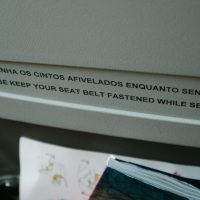 NHA OS CINTOS AFIVELADOS ENQUANTO SEN
SE KEEP YOUR SEAT BELT FASTENED WHILE SE